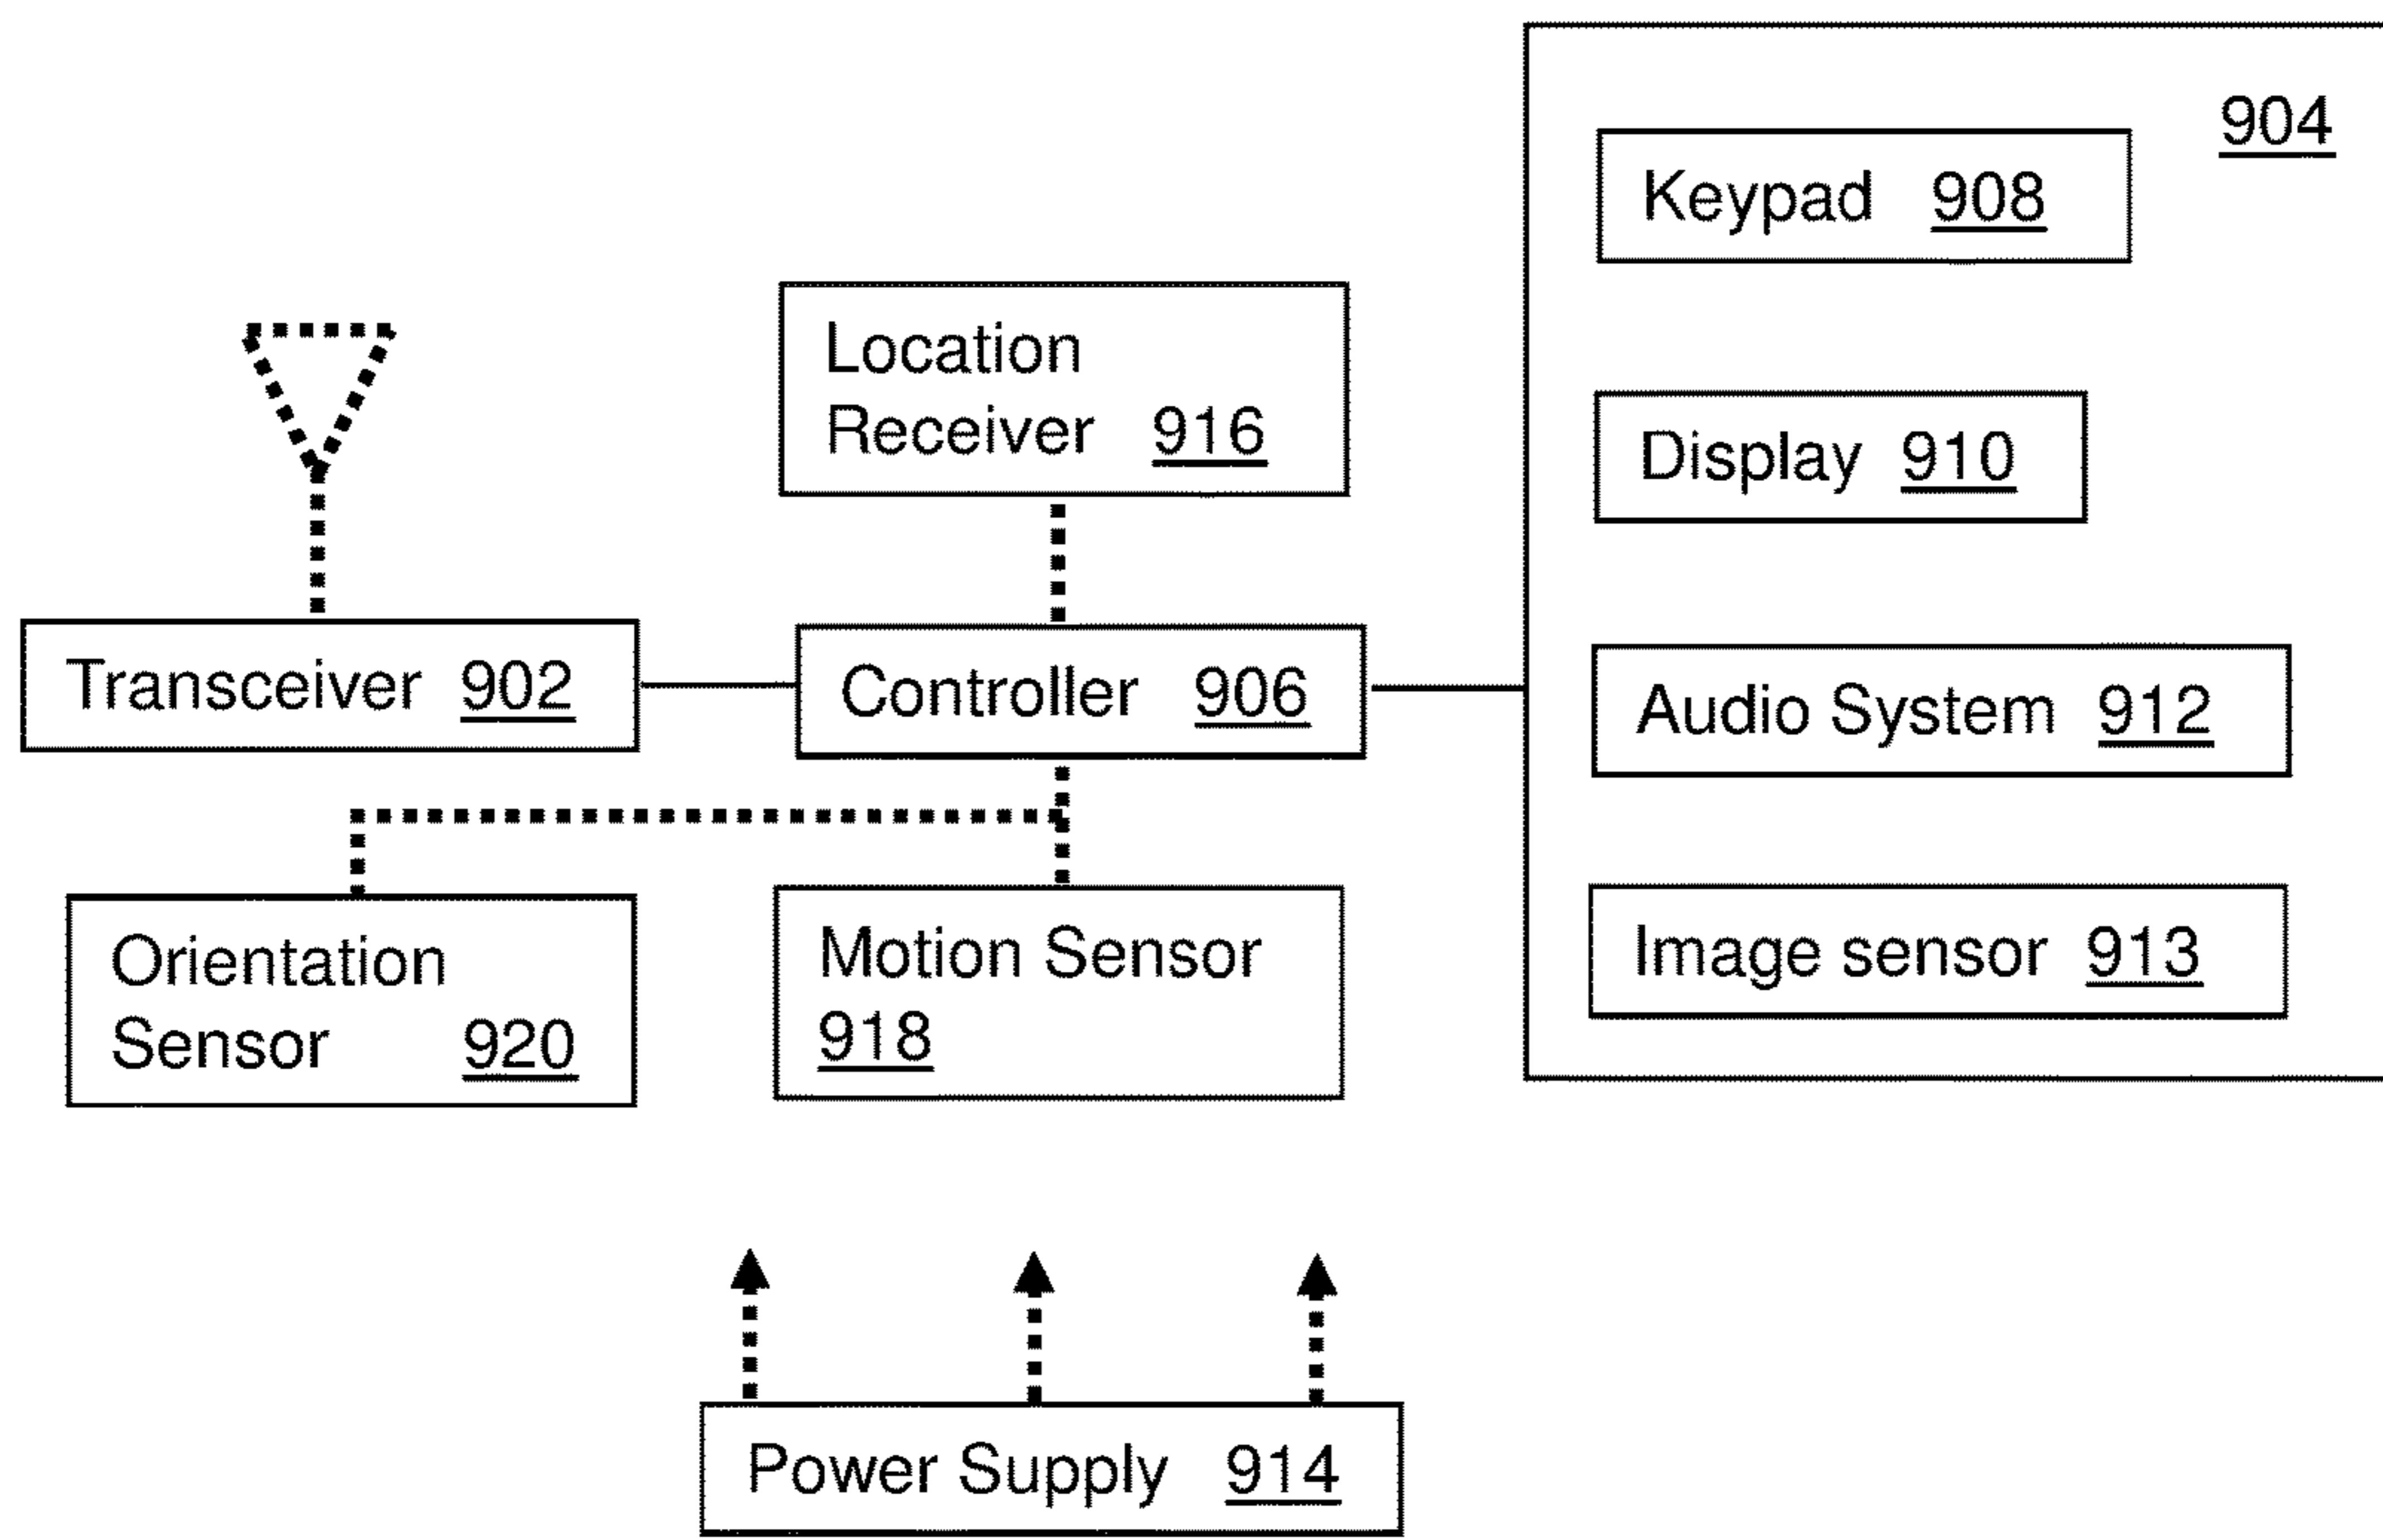 904
Keypad 908
Location
Receiver 916
Display 910
Transceiver 902
Controller 906
Audio System 912
Orientation
Sensor 920
Motion Sensor
918
Image sensor 913
Power Supply 914